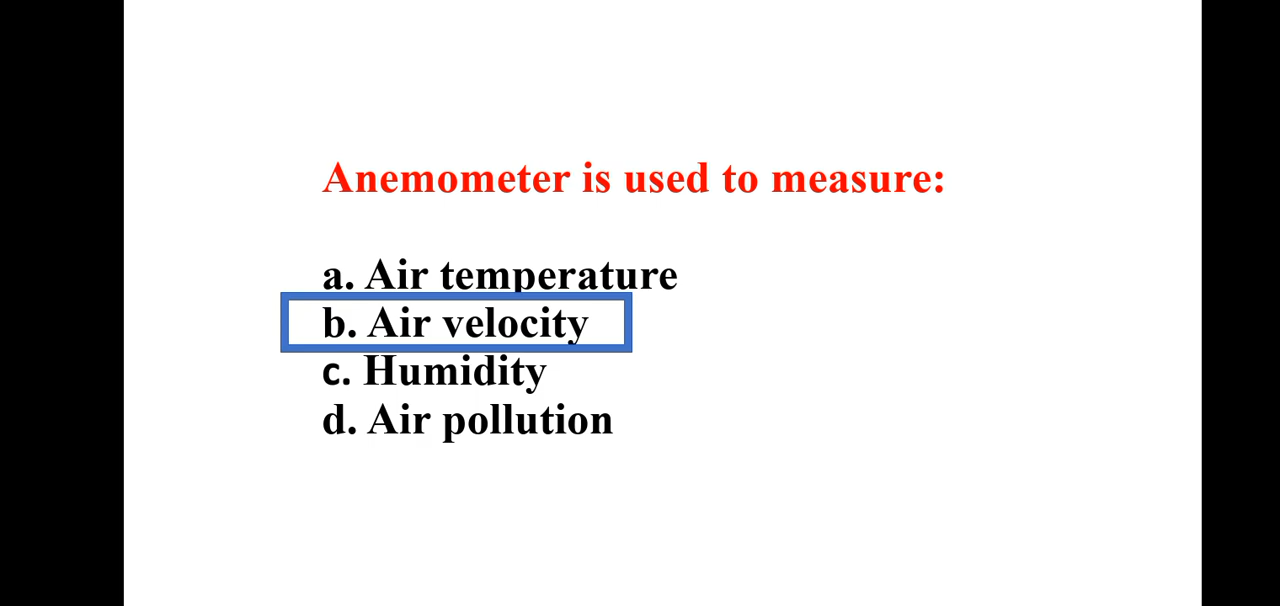 Anemometer is used to measure:
a. Air temperature
b. Air velocity
c. Humidity
d. Air pollution